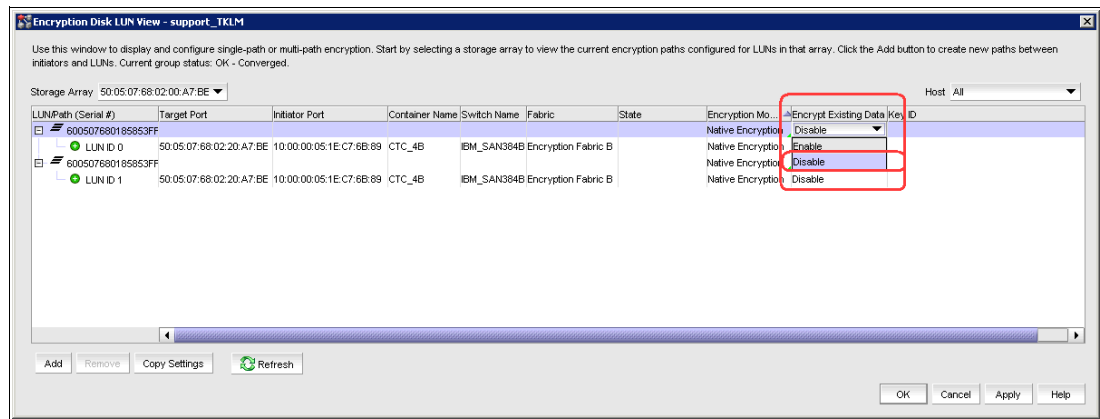 Encryption Disk LUN View - support_TKLM
Use this window to display and configure single-path or multi-path encryption. Start by selecting a storage array to view the current encryption paths configured for LUNs in that array. Click the Add button to create new paths between
initiators and LUNs. Current group status: OK - Converged.
Storage Array 50:05:07:68:02:00:A7:BE Host All
LUN/Path (Serial #) Target Port Initiator Port Container Name Switch Name Fabric State Encryption Mo... Encrypt Existing Data Key ID
600507680185853FF Native Encryption Disable
LUN ID 0 50:05:07:68:02:20:A7:BE 10:00:00:05:1E:C7:6B:89 CTC_4B IBM_SAN384B Encryption Fabric B Native Encryption Enable
600507680185853FF Native Encryption Disable
LUN ID 1 50:05:07:68:02:20:A7:BE 10:00:00:05:1E:C7:6B:89 CTC_4B IBM_SAN384B Encryption Fabric B Native Encryption Disable
Add Remove Copy Settings Refresh
OK Cancel Apply Help